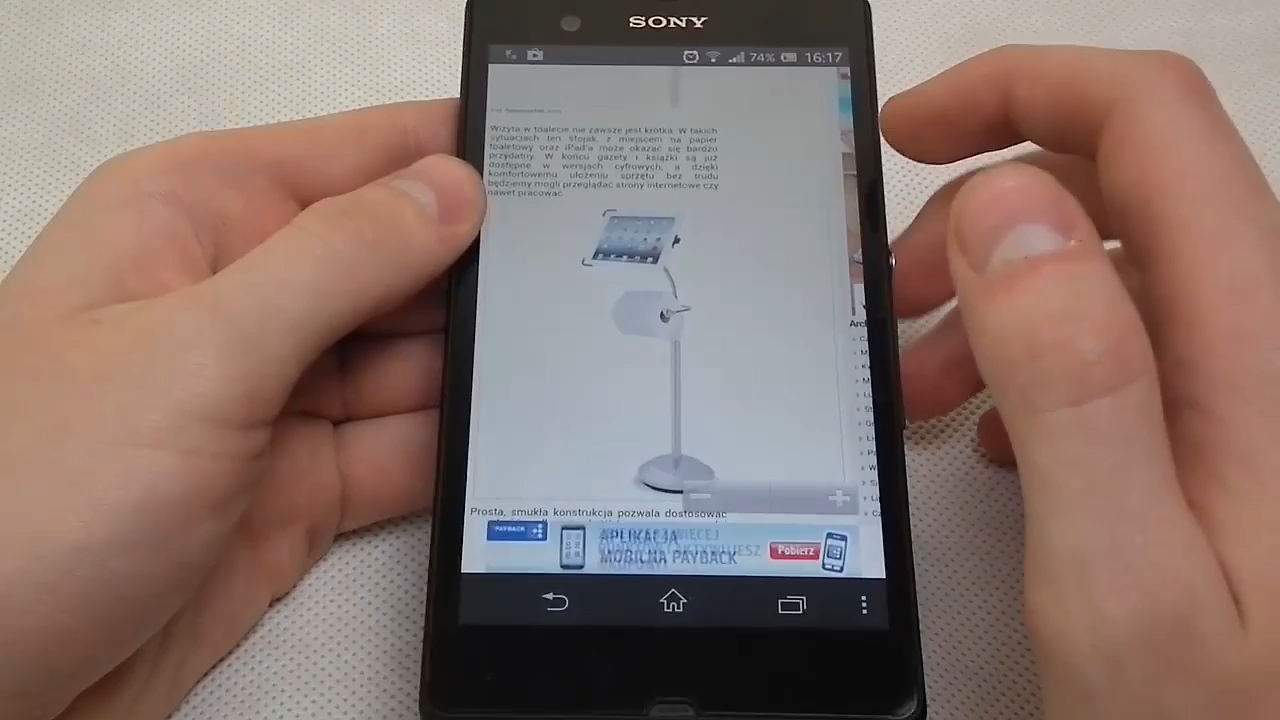 SONY
74% 16:17
Wizyta w toalecie nie zawsze jest krótka. W takich
sytuacjach ten stojak, z miejscem na papier
toaletowy oraz iPad'a może okazać się bardzo
przydatny. W końcu gazety i książki są już
dostępne w wersjach cyfrowych, a dzięki
komfortowemu ułożeniu sprzętu bez trudu
będziemy mogli przeglądać strony internetowe czy
nawet pracować
Prosta, smukła konstrukcja pozwala dostosować
PAYBACK
APLIKACJA
MOBILNA PAYBACK
Pobierz